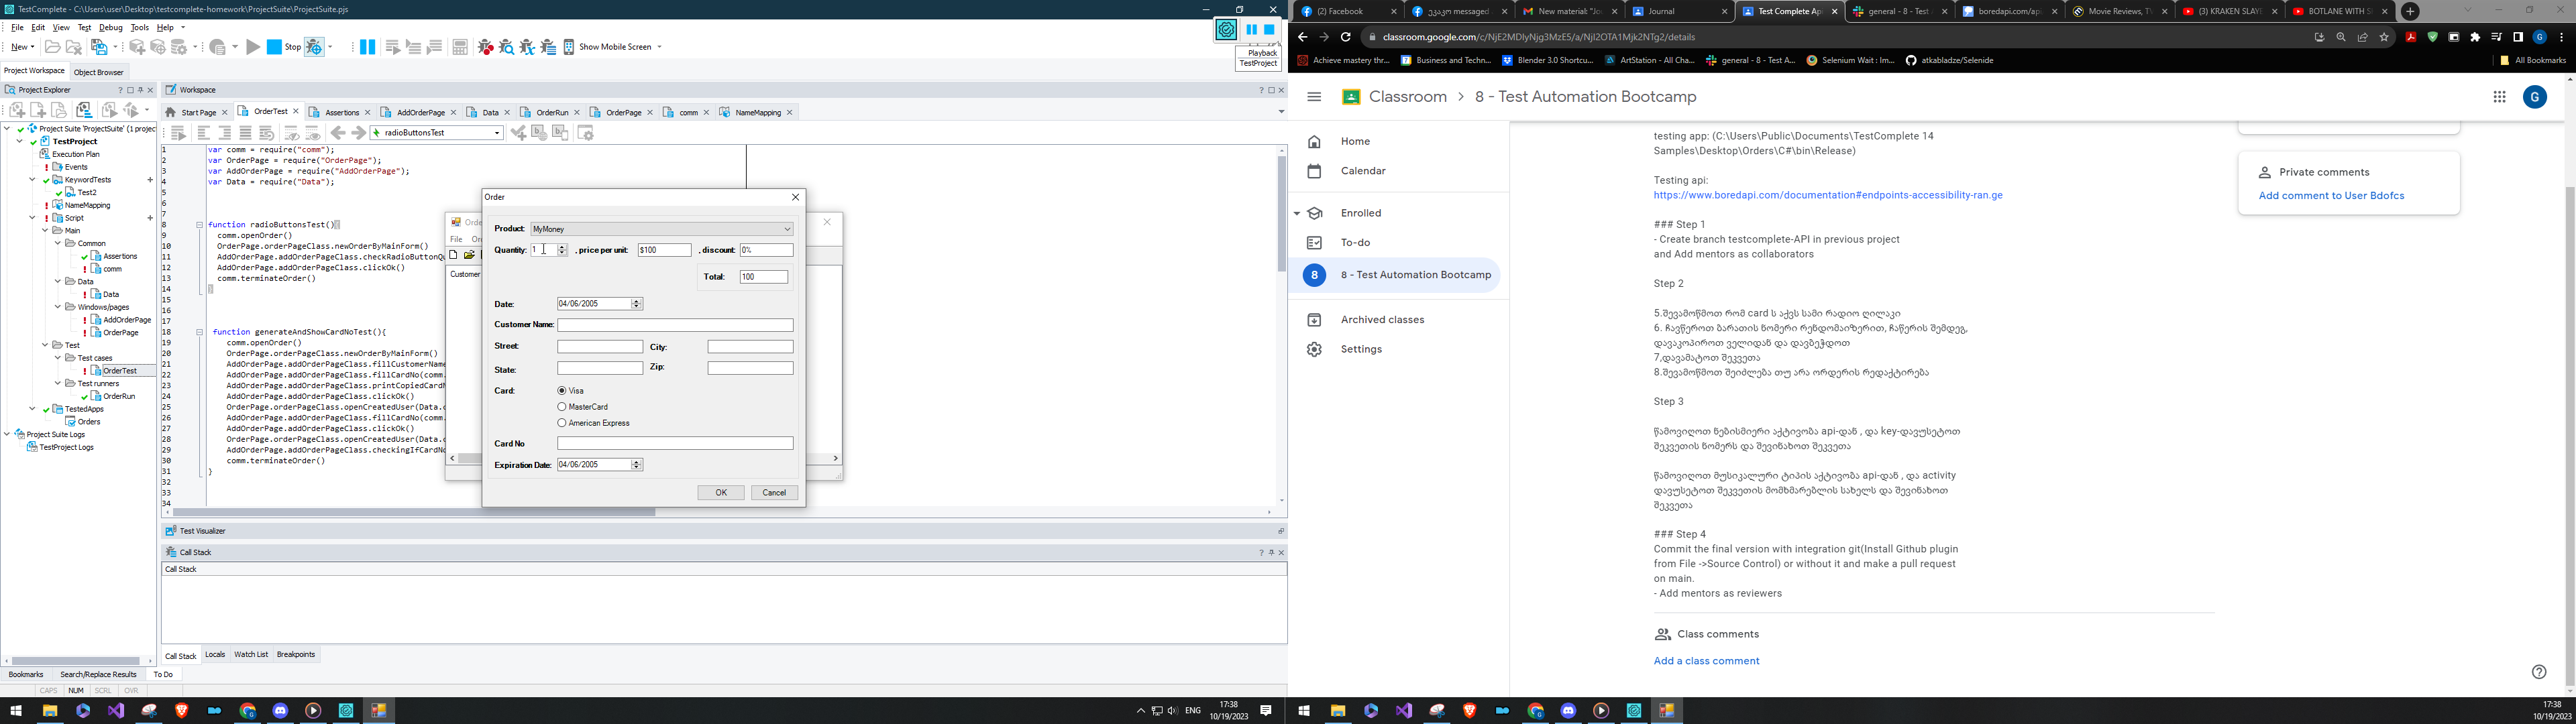 TestComplete - C:\Users\user\Desktop\testcomplete-homework\ProjectSuite\ProjectSuite.pjs
File Edit View Test Debug Tools Help
New Stop Show Mobile Screen
Playback
TestProject
Project Workspace Object Browser
Project Explorer
Project Suite 'ProjectSuite' (1 project
TestProject
Execution Plan
Events
KeywordTests
Test2
NameMapping
Script
Main
Common
Assertions
comm
Data
Data
Windows/pages
AddOrderPage
OrderPage
Test
Test cases
OrderTest
Test runners
OrderRun
TestedApps
Orders
Project Suite Logs
TestProject Logs
Bookmarks Search/Replace Results To Do
CAPS NUM SCRL OVR
Workspace
Start Page OrderTest Assertions AddOrderPage Data OrderRun OrderPage comm NameMapping
radioButtonsTest
1 var comm = require("comm");
2 var OrderPage = require("OrderPage");
3 var AddOrderPage = require("AddOrderPage");
4 var Data = require("Data");
5
6
7
8 function radioButtonsTest(){
9 comm.openOrder()
10 OrderPage.orderPageClass.newOrderByMainForm()
11 AddOrderPage.addOrderPageClass.checkRadioButtonQu
12 AddOrderPage.addOrderPageClass.clickOk()
13 comm.terminateOrder()
14 }
15
16
17
18 function generateAndShowCardNoTest(){
19 comm.openOrder()
20 OrderPage.orderPageClass.newOrderByMainForm()
21 AddOrderPage.addOrderPageClass.fillCustomerName
22 AddOrderPage.addOrderPageClass.fillCardNo(comm.
23 AddOrderPage.addOrderPageClass.printCopiedCardN
24 AddOrderPage.addOrderPageClass.clickOk()
25 OrderPage.orderPageClass.openCreatedUser(Data.c
26 AddOrderPage.addOrderPageClass.fillCardNo(comm.
27 AddOrderPage.addOrderPageClass.clickOk()
28 OrderPage.orderPageClass.openCreatedUser(Data.c
29 AddOrderPage.addOrderPageClass.checkingIfCardNo
30 comm.terminateOrder()
31 }
32
33
34
File Or
Customer
Order
Product: MyMoney
Quantity: 1 , price per unit: $100 , discount: 0%
Total: 100
Date: 04/06/2005
Customer Name:
Street: City:
State: Zip:
Card: Visa
MasterCard
American Express
Card No
Expiration Date: 04/06/2005
OK Cancel
Test Visualizer
Call Stack
Call Stack
Call Stack Locals Watch List Breakpoints
ENG 17:38
10/19/2023
(2) Facebook ეკაკო messaged New material: "Jo Journal Test Complete Ap general - 8 - Test boredapi.com/api Movie Reviews, TV (3) KRAKEN SLAYE BOTLANE WITH S
classroom.google.com/c/NjE2MDIyNjg3MzE5/a/NjI2OTA1Mjk2NTg2/details
Achieve mastery thr... Business and Techn... Blender 3.0 Shortcu... ArtStation - All Cha... general - 8 - Test A... Selenium Wait : Im... atkabladze/Selenide All Bookmarks
Classroom > 8 - Test Automation Bootcamp
G
Home
Calendar
Enrolled
To-do
8 8 - Test Automation Bootcamp
Archived classes
Settings
testing app: (C:\Users\Public\Documents\TestComplete 14
Samples\Desktop\Orders\C#\bin\Release)
Testing api:
https://www.boredapi.com/documentation#endpoints-accessibility-ran.ge
### Step 1
- Create branch testcomplete-API in previous project
and Add mentors as collaborators
Step 2
5.შევამოწმოთ რომ card ს აქვს სამი რადიო ღილაკი
6. ჩავწეროთ ბარათის ნომერი რენდომაიზერით, ჩაწერის შემდეგ,
დავაკოპიროთ ველიდან და დავბეჭდოთ
7.დავამატოთ შეკვეთა
8.შევამოწმოთ შეიძლება თუ არა ორდერის რედაქტირება
Step 3
წამოვიღოთ ნებისმიერი აქტივობა api-დან , და key-დავუსეტოთ
შეკვეთის ნომერს და შევინახოთ შეკვეთა
წამოვიღოთ მუსიკალური ტიპის აქტივობა api-დან , და activity
დავუსეტოთ შეკვეთის მომხმარებლის სახელს და შევინახოთ
შეკვეთა
### Step 4
Commit the final version with integration git(Install Github plugin
from File ->Source Control) or without it and make a pull request
on main.
- Add mentors as reviewers
Class comments
Add a class comment
Private comments
Add comment to User Bdofcs
17:38
10/19/2023